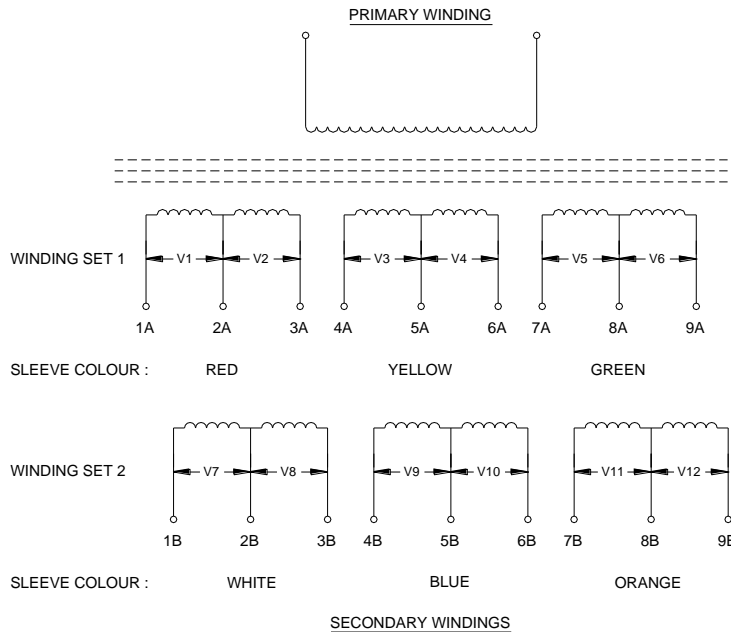 PRIMARY WINDING
WINDING SET 1
V1 V2 V3 V4 V5 V6
1A 2A 3A 4A 5A 6A 7A 8A 9A
SLEEVE COLOUR : RED YELLOW GREEN
WINDING SET 2
V7 V8 V9 V10 V11 V12
1B 2B 3B 4B 5B 6B 7B 8B 9B
SLEEVE COLOUR : WHITE BLUE ORANGE
SECONDARY WINDINGS